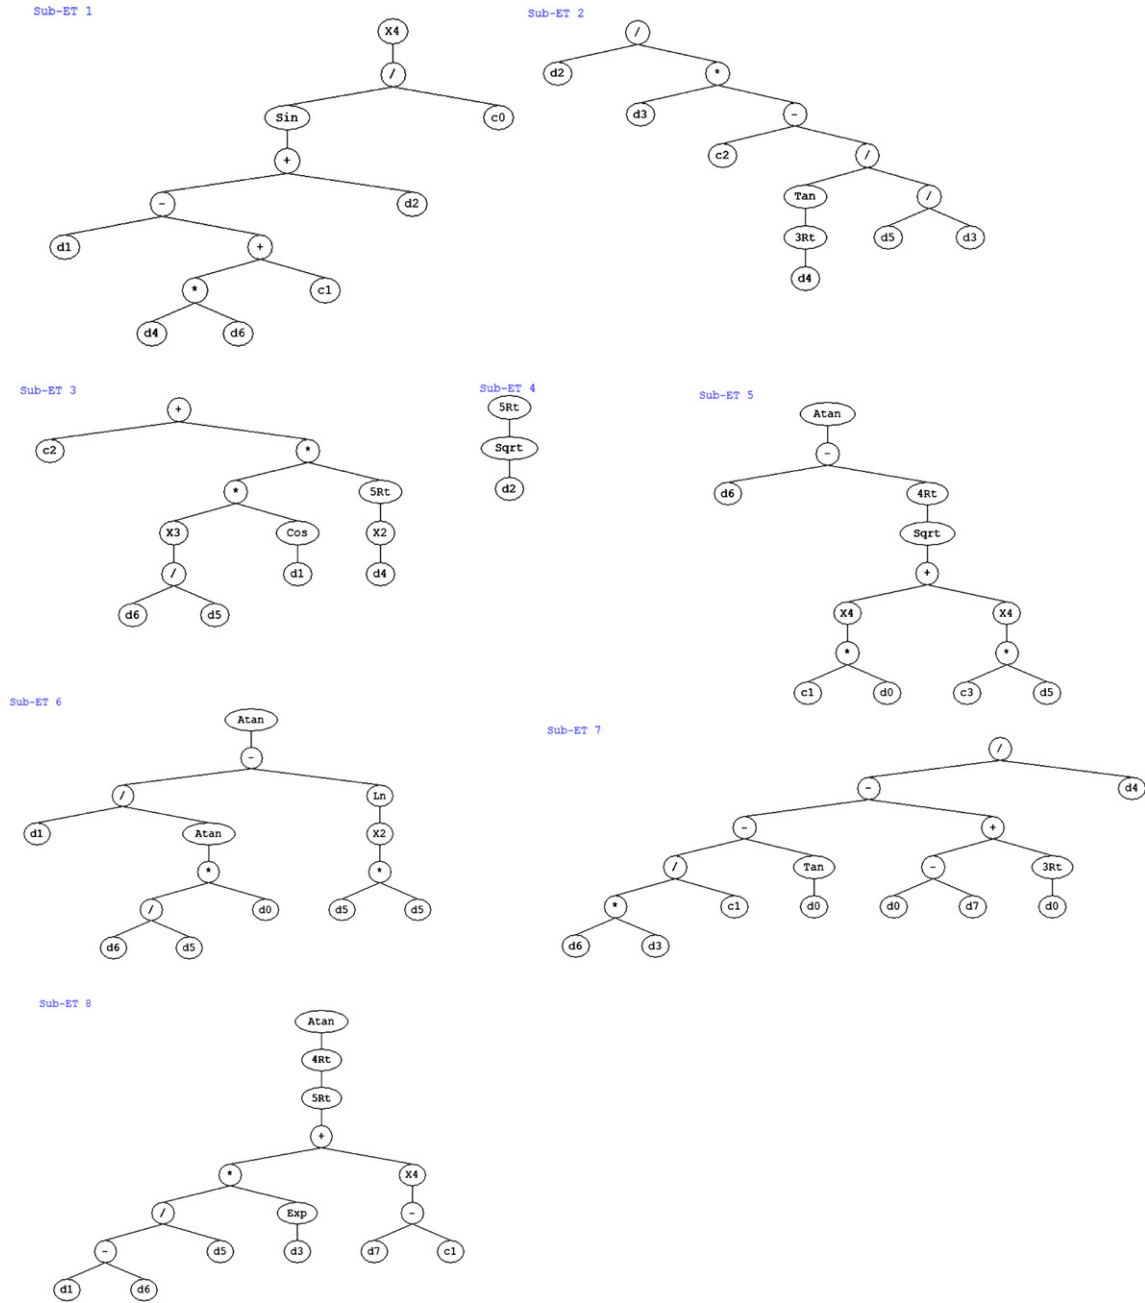 Sub-ET 1
X4
/
Sin c0
+
- d2
d1 +
* c1
d4 d6
Sub-ET 2
/
d2 *
d3 -
c2 /
Tan /
3Rt d5 d3
d4
Sub-ET 3
+
c2 *
* 5Rt
X3 Cos X2
/ d1 d4
d6 d5
Sub-ET 4
5Rt
Sqrt
d2
Sub-ET 5
Atan
-
d6 4Rt
Sqrt
+
X4 X4
* *
c1 d0 c3 d5
Sub-ET 6
Atan
-
/ Ln
d1 Atan X2
* *
/ d0 d5 d5
d6 d5
Sub-ET 7
/
- d4
- +
/ Tan - 3Rt
* c1 d0 d0 d7 d0
d6 d3
Sub-ET 8
Atan
4Rt
5Rt
+
* X4
/ Exp -
- d5 d3 d7 c1
d1 d6